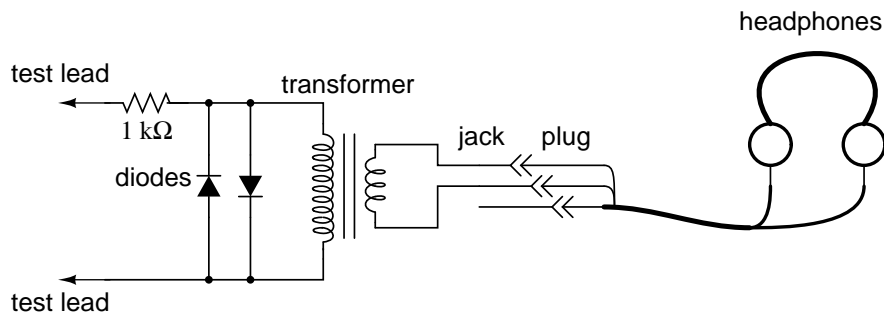 headphones
test lead
transformer
1 kΩ
jack
plug
diodes
test lead